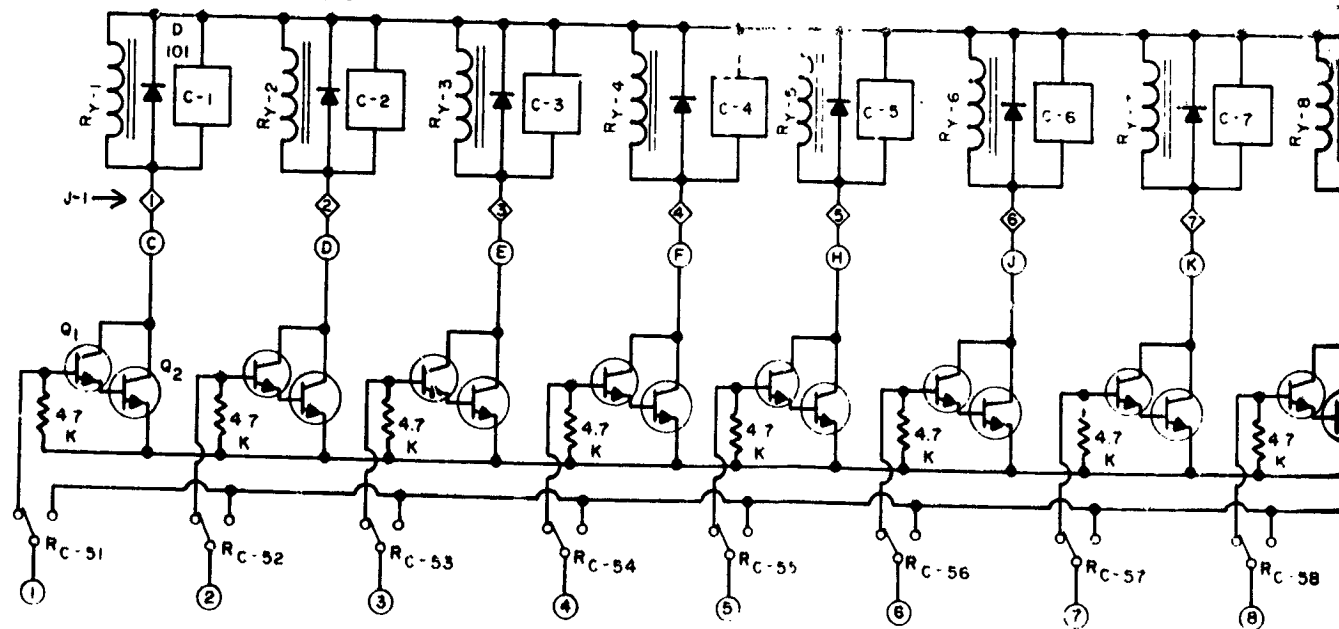 D
101
RY-1
C-1
RY-2
C-2
RY-3
C-3
RY-4
C-4
RY-5
C-5
RY-6
C-6
RY-7
C-7
RY-8
J-1
1
2
3
4
5
6
7
C
D
E
F
H
J
K
Q1
Q2
4.7
K
4.7
K
4.7
K
4.7
K
4.7
K
4.7
K
4.7
K
4.7
K
RC-51
RC-52
RC-53
RC-54
RC-55
RC-56
RC-57
RC-58
1
2
3
4
5
6
7
8